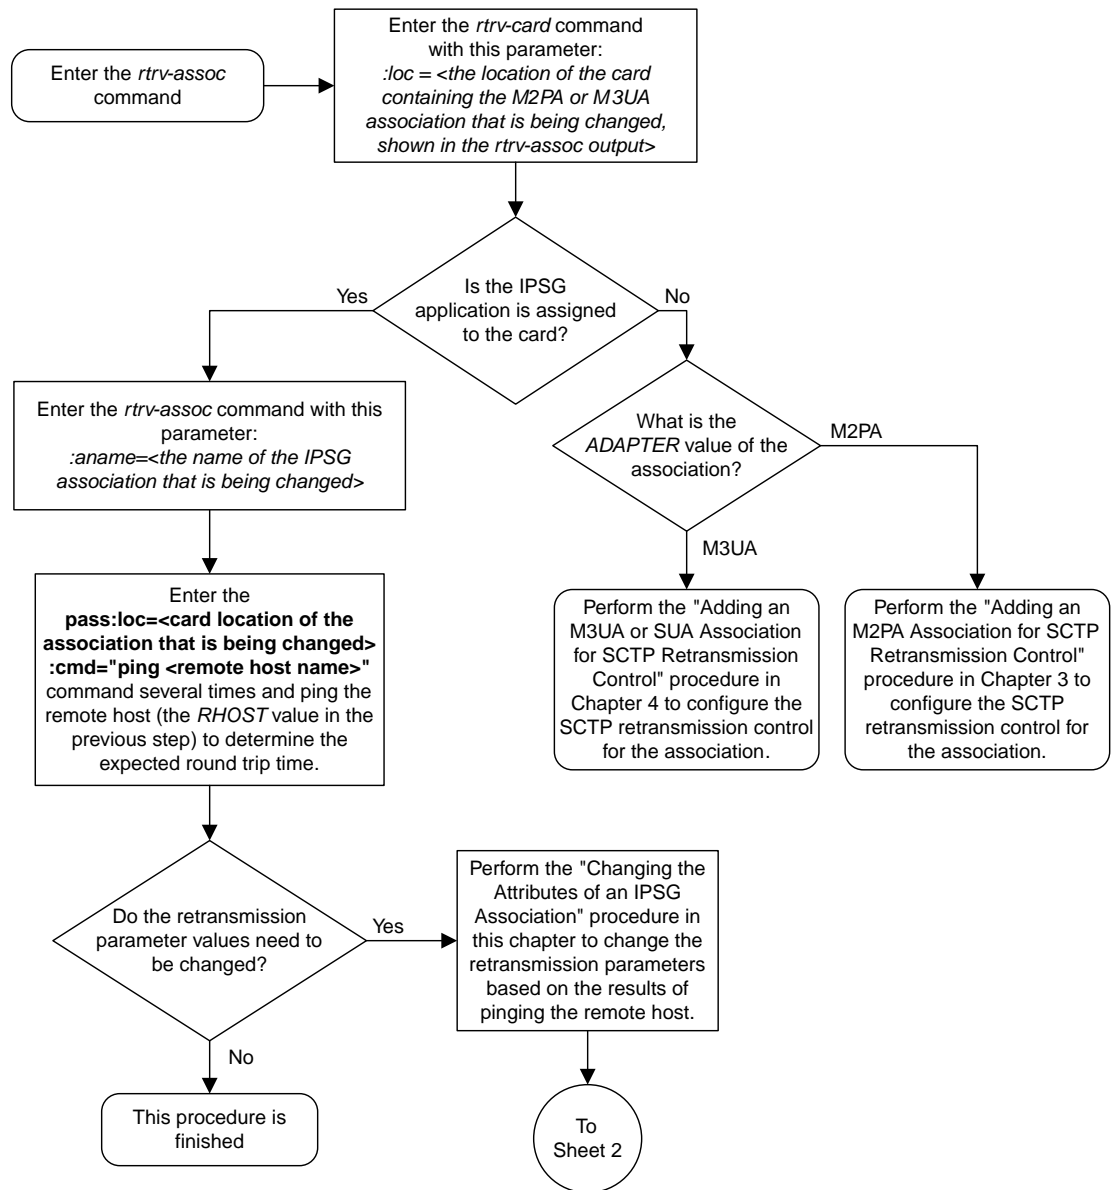 Enter the rtrv-assoc
command
Enter the rtrv-card command
with this parameter:
:loc = <the location of the card
containing the M2PA or M3UA
association that is being changed,
shown in the rtrv-assoc output>
Is the IPSG
application is assigned
to the card?
Yes
No
Enter the rtrv-assoc command with this
parameter:
:aname=<the name of the IPSG
association that is being changed>
What is the
ADAPTER value of the
association?
M2PA
M3UA
Enter the
pass:loc=<card location of the
association that is being changed>
:cmd="ping <remote host name>"
command several times and ping the
remote host (the RHOST value in the
previous step) to determine the
expected round trip time.
Perform the "Adding an
M3UA or SUA Association
for SCTP Retransmission
Control" procedure in
Chapter 4 to configure the
SCTP retransmission control
for the association.
Perform the "Adding an
M2PA Association for SCTP
Retransmission Control"
procedure in Chapter 3 to
configure the SCTP
retransmission control for
the association.
Do the retransmission
parameter values need to
be changed?
Yes
No
Perform the "Changing the
Attributes of an IPSG
Association" procedure in
this chapter to change the
retransmission parameters
based on the results of
pinging the remote host.
This procedure is
finished
To
Sheet 2